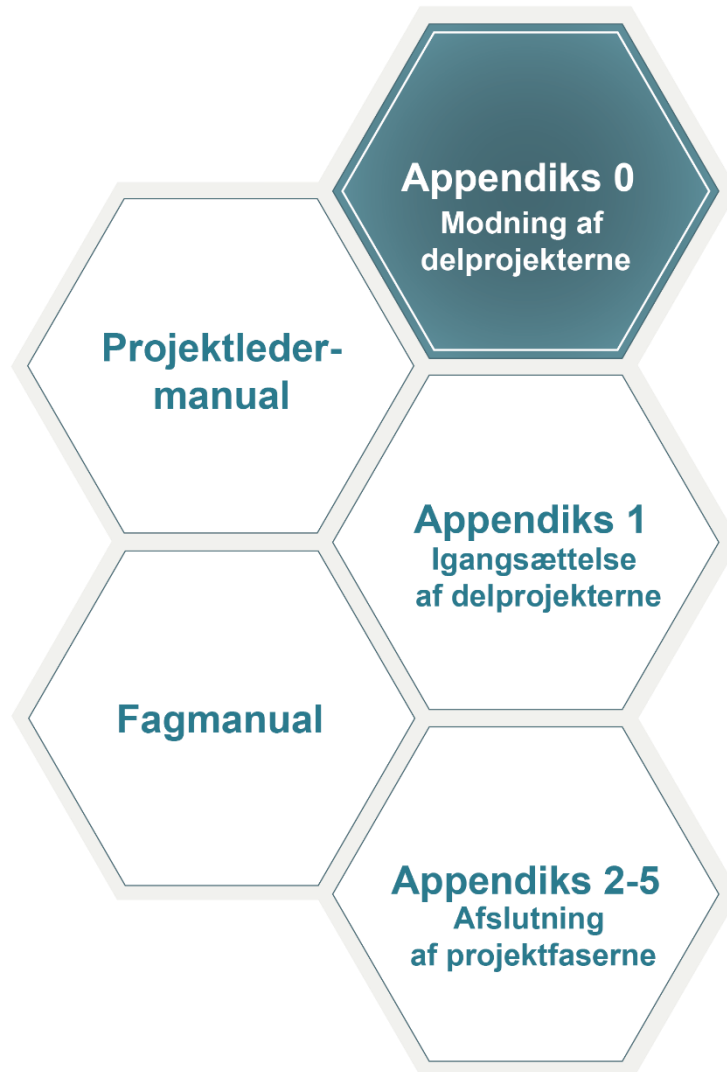 Appendiks 0
Modning af
delprojekterne
Projektleder-
manual
Appendiks 1
Igangsættelse
af delprojekterne
Fagmanual
Appendiks 2-5
Afslutning
af projektfaserne